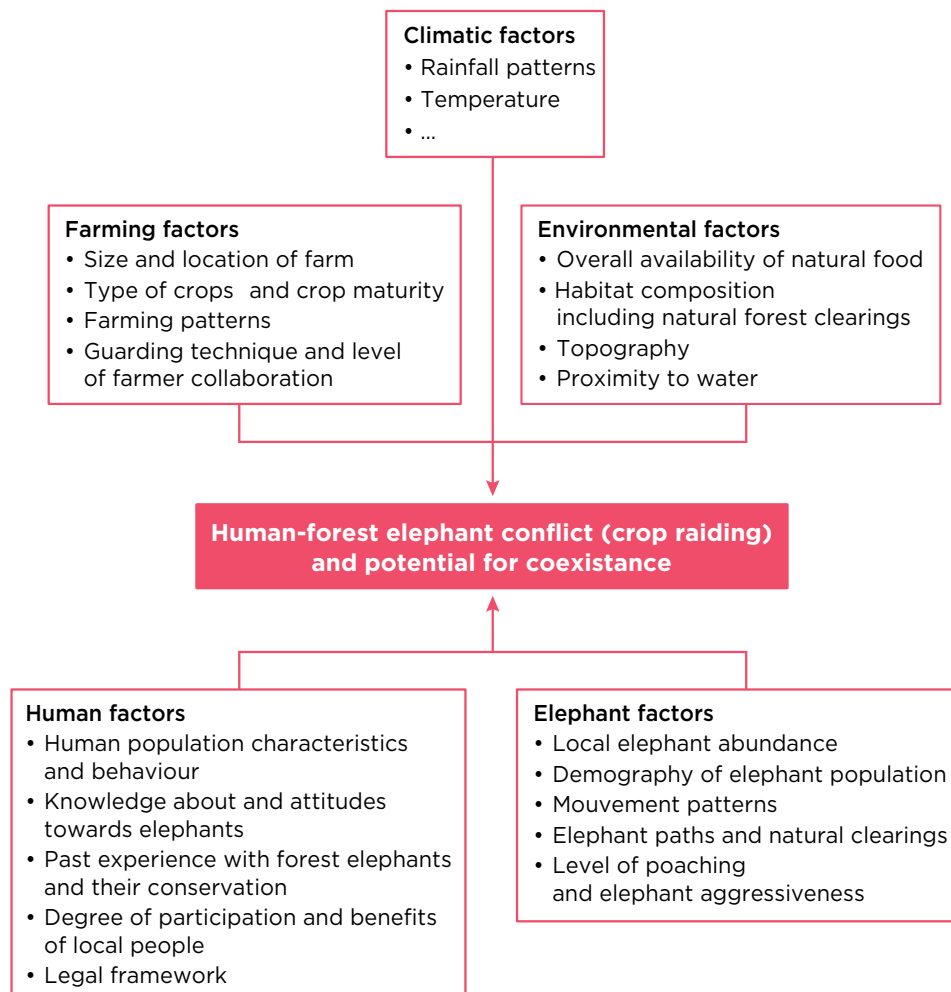 Climatic factors
• Rainfall patterns
• Temperature
• ...
Farming factors
• Size and location of farm
• Type of crops and crop maturity
• Farming patterns
• Guarding technique and level
of farmer collaboration
Environmental factors
• Overall availability of natural food
• Habitat composition
including natural forest clearings
• Topography
• Proximity to water
Human-forest elephant conflict (crop raiding)
and potential for coexistance
Human factors
• Human population characteristics
and behaviour
• Knowledge about and attitudes
towards elephants
• Past experience with forest elephants
and their conservation
• Degree of participation and benefits
of local people
• Legal framework
Elephant factors
• Local elephant abundance
• Demography of elephant population
• Mouvement patterns
• Elephant paths and natural clearings
• Level of poaching
and elephant aggressiveness